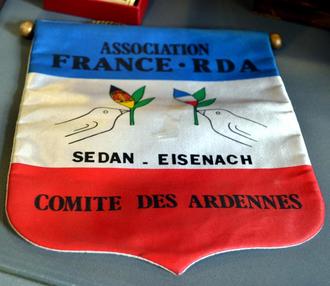 ASSOCIATION
FRANCE · RDA
SEDAN - EISENACH
COMITE DES ARDENNES